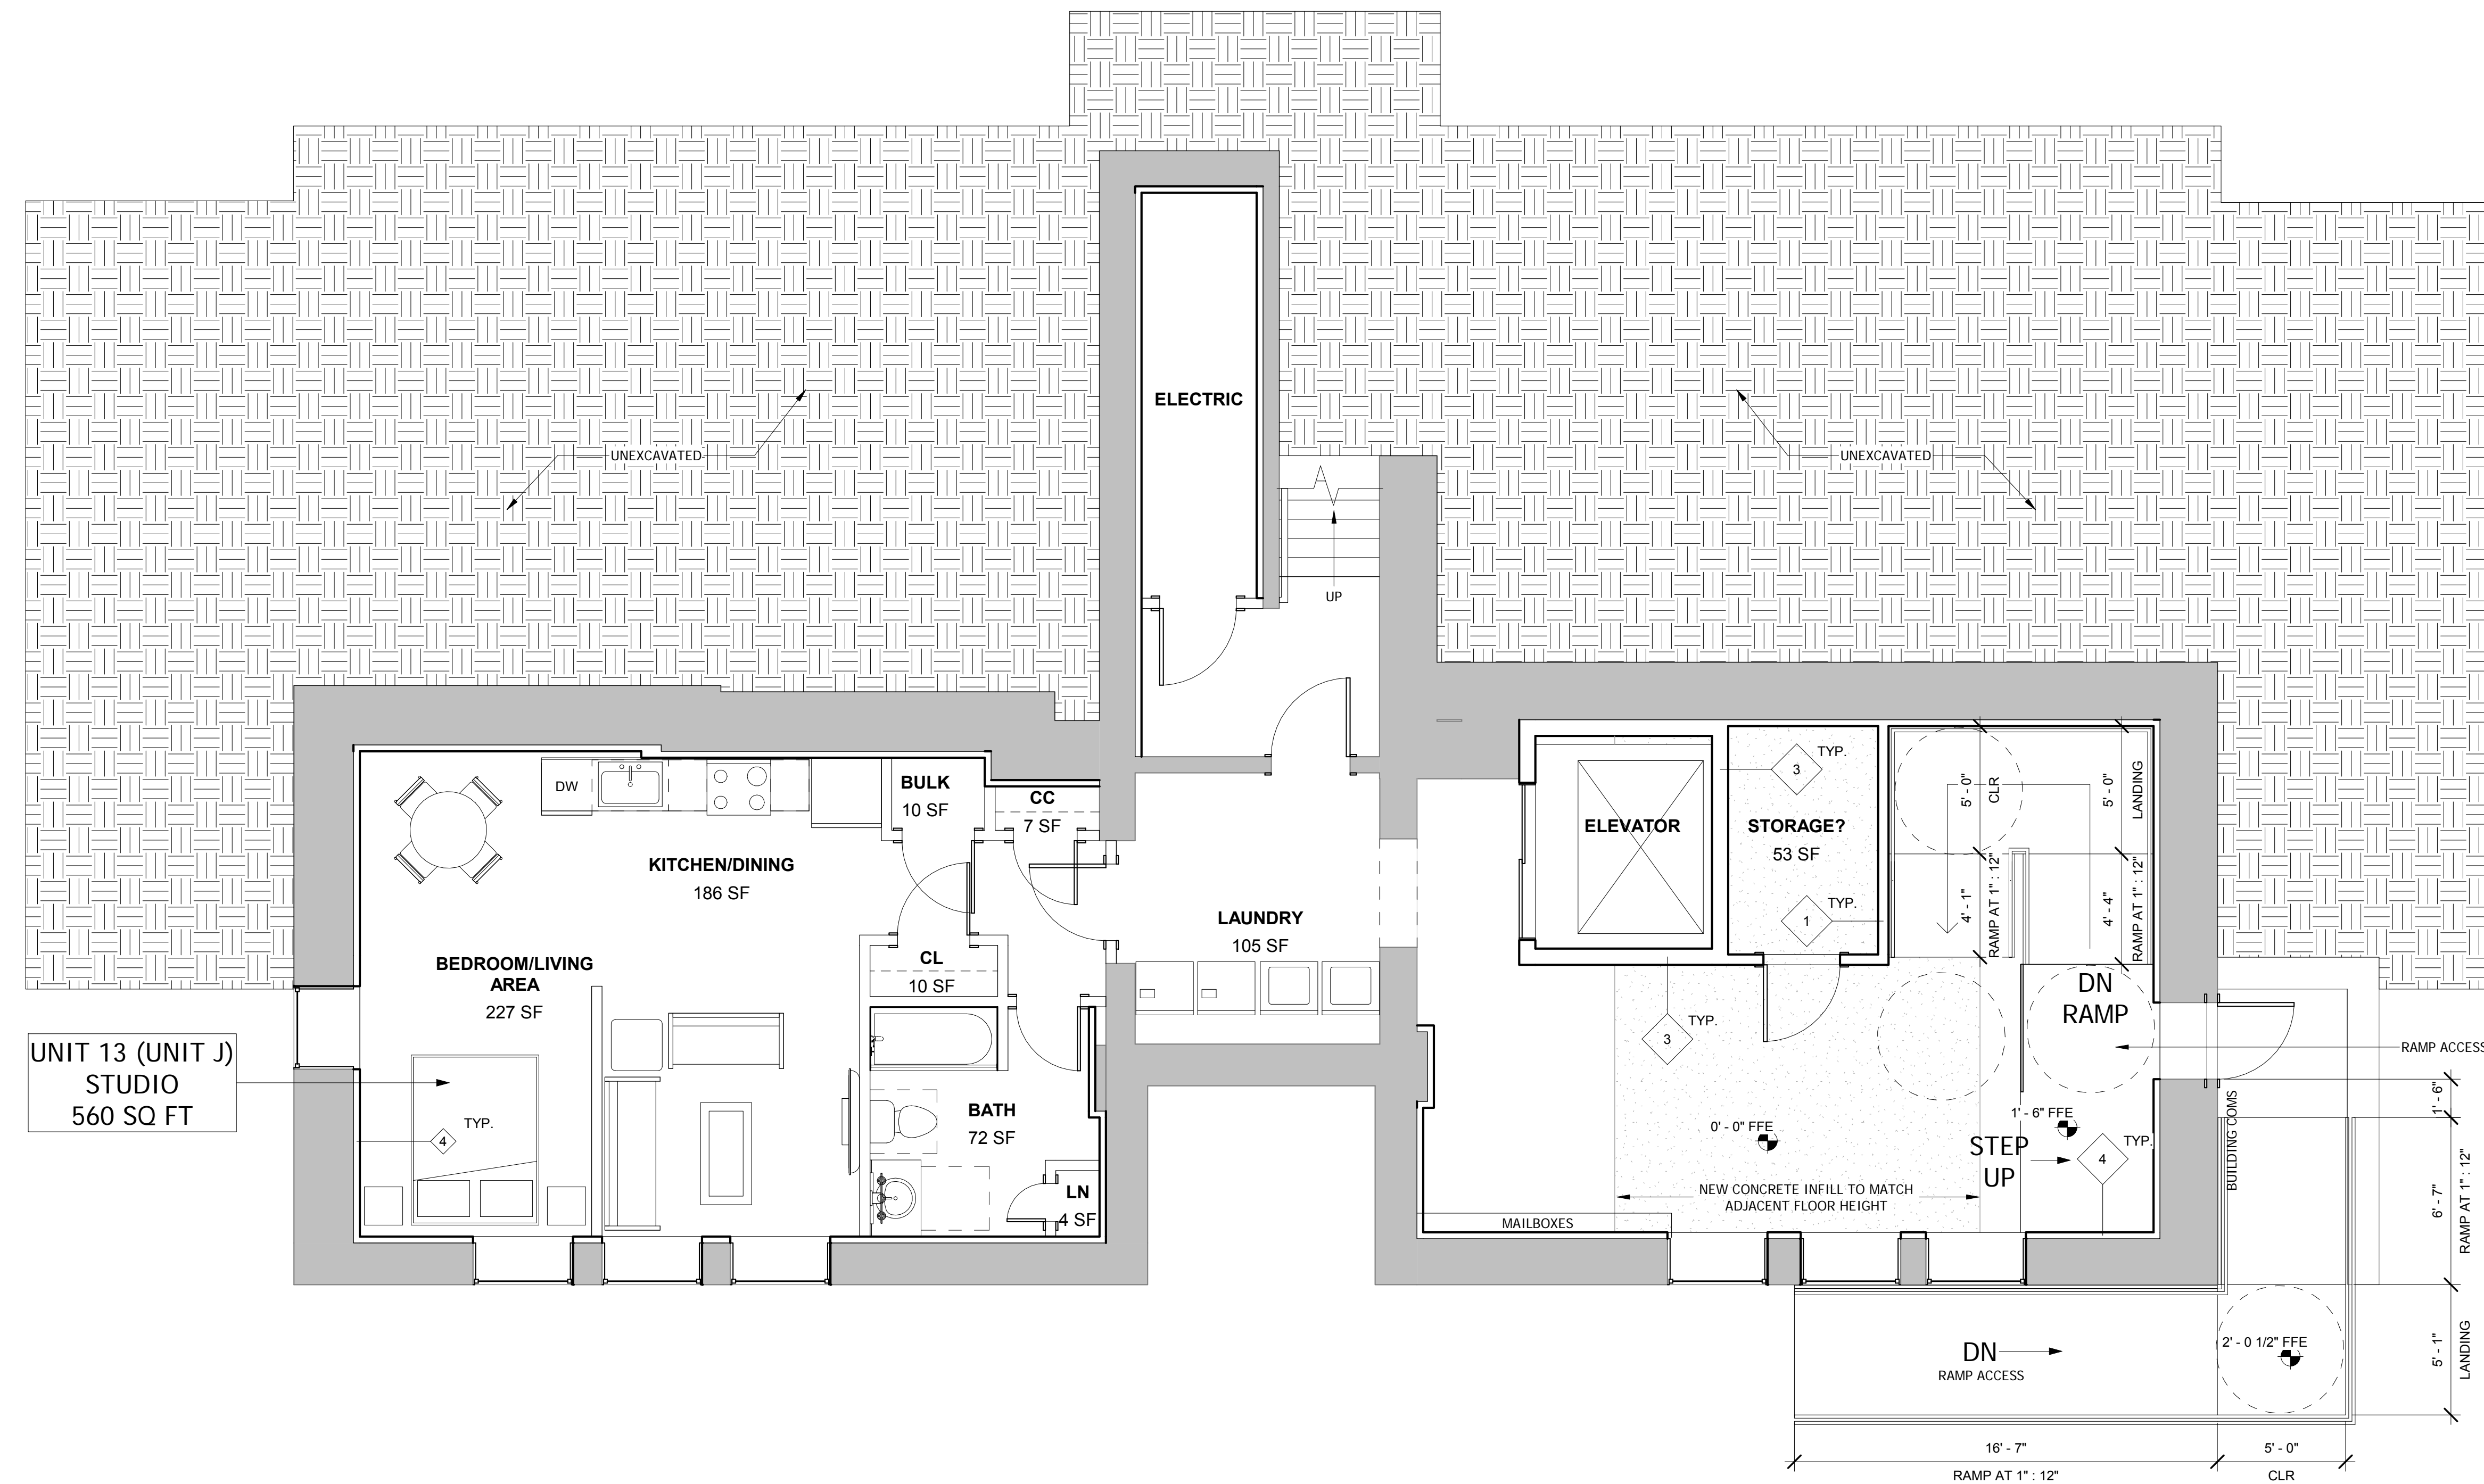 ELECTRIC
UNEXCAVATED
UNEXCAVATED
UP
DW
BULK
10 SF
CC
7 SF
KITCHEN/DINING
186 SF
BEDROOM/LIVING
AREA
227 SF
CL
10 SF
LAUNDRY
105 SF
ELEVATOR
STORAGE?
53 SF
3
TYP.
1
TYP.
3
TYP.
5' - 0"
CLR
4' - 1"
RAMP AT 1" : 12"
5' - 0"
LANDING
4' - 4"
RAMP AT 1" : 12"
DN
RAMP
RAMP ACCESS
UNIT 13 (UNIT J)
STUDIO
560 SQ FT
4
TYP.
BATH
72 SF
LN
4 SF
0' - 0" FFE
1' - 6" FFE
STEP
UP
4
TYP.
NEW CONCRETE INFILL TO MATCH
ADJACENT FLOOR HEIGHT
MAILBOXES
BUILDING COMS
1' - 6"
6' - 7"
RAMP AT 1" : 12"
5' - 1"
LANDING
2' - 0 1/2" FFE
DN
RAMP ACCESS
16' - 7"
RAMP AT 1" : 12"
5' - 0"
CLR